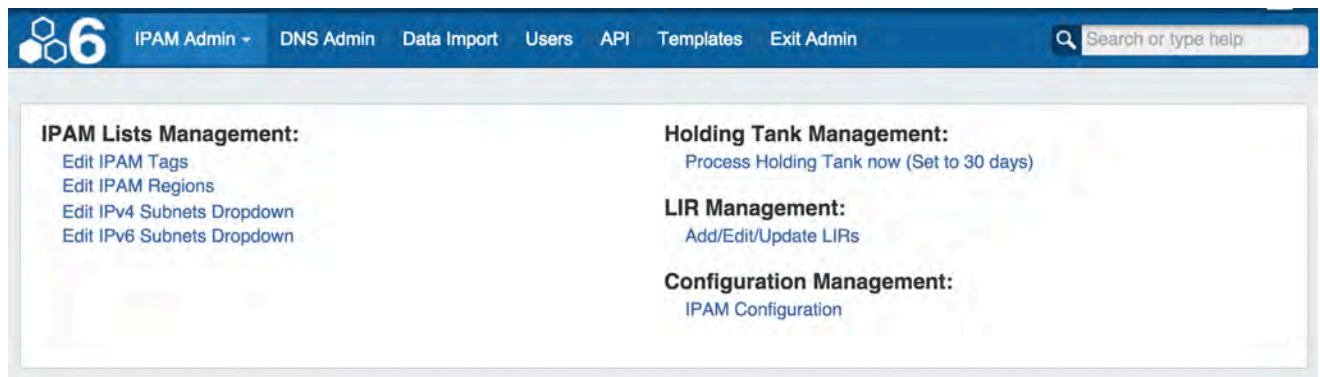 6 IPAM Admin DNS Admin Data Import Users API Templates Exit Admin Search or type help
IPAM Lists Management:
Edit IPAM Tags
Edit IPAM Regions
Edit IPv4 Subnets Dropdown
Edit IPv6 Subnets Dropdown
Holding Tank Management:
Process Holding Tank now (Set to 30 days)
LIR Management:
Add/Edit/Update LIRs
Configuration Management:
IPAM Configuration